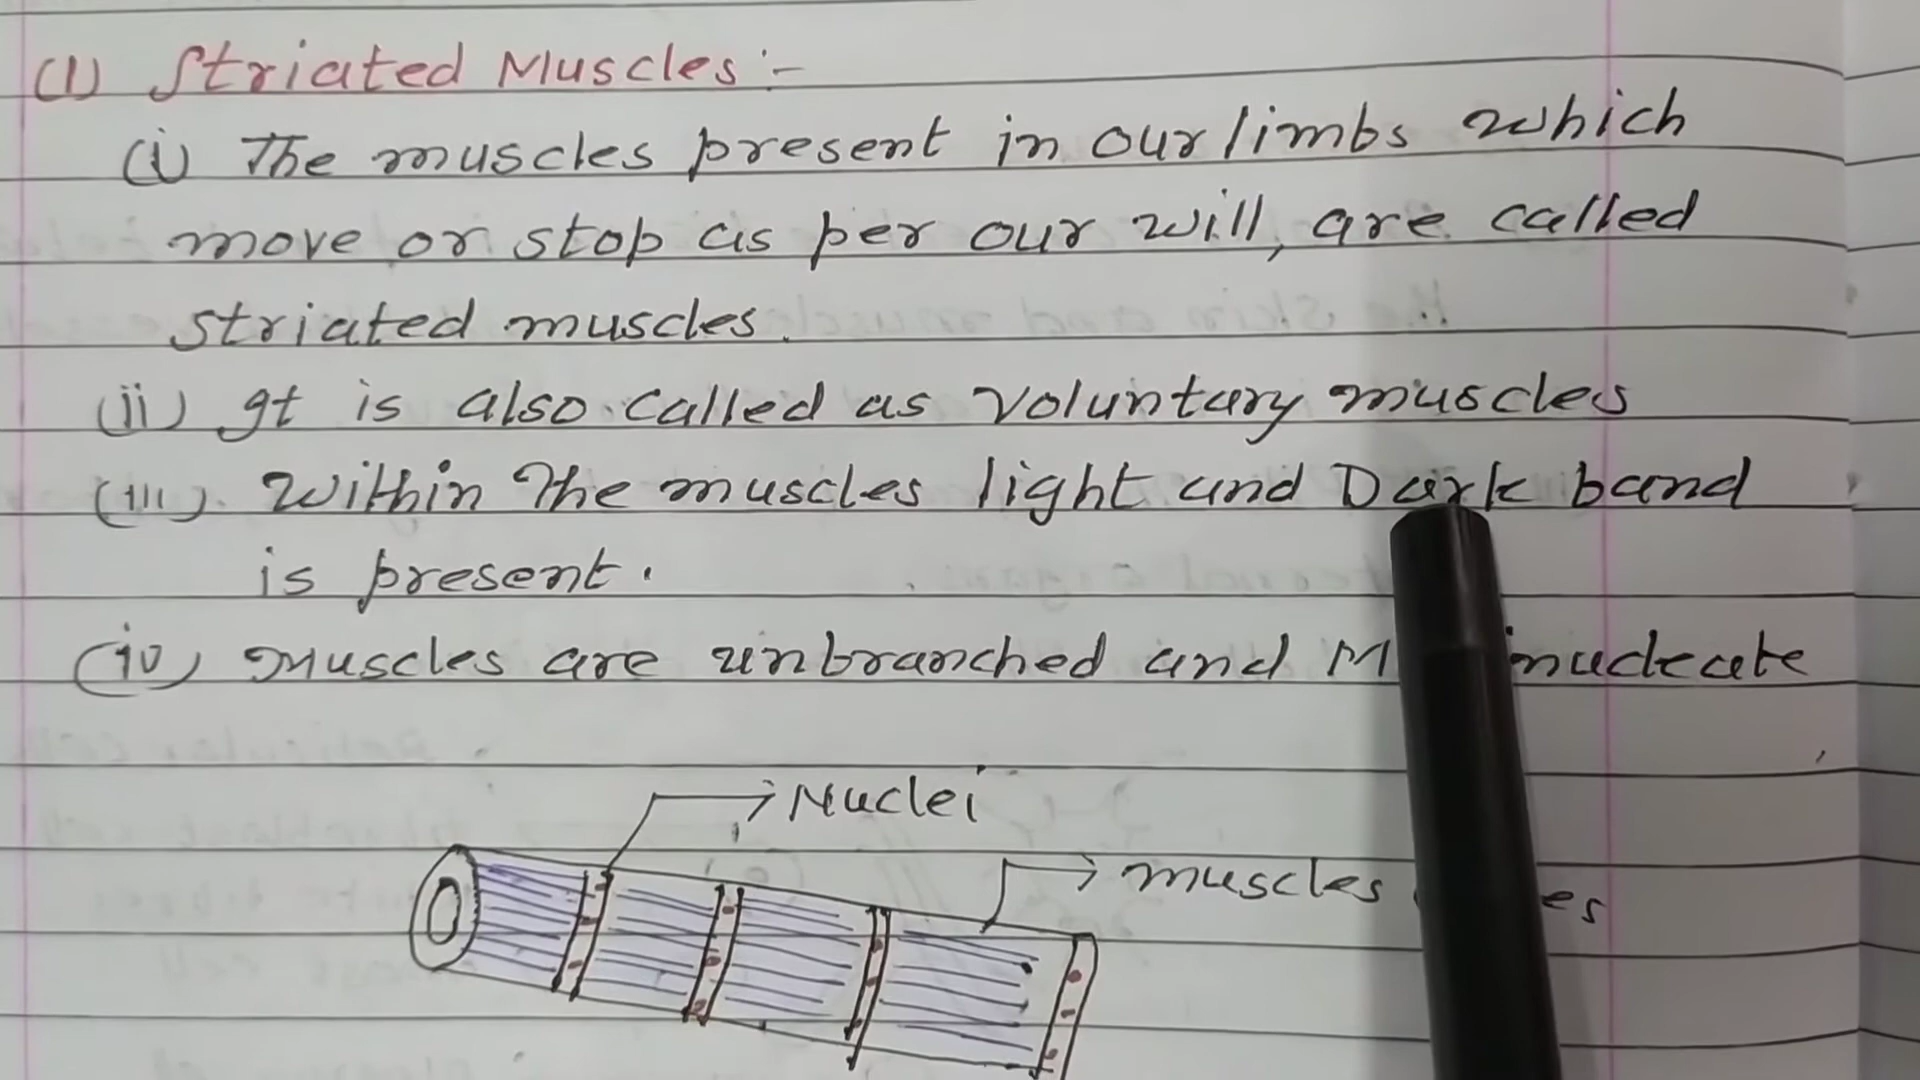 (1) Striated Muscles :-
(i) The muscles present in our limbs which
move or stop as per our will, are called
striated muscles.
(ii) It is also called as voluntary muscles
(iii) Within the muscles light and Dark band
is present.
(iv) Muscles are unbranched and
Nuclei
muscles